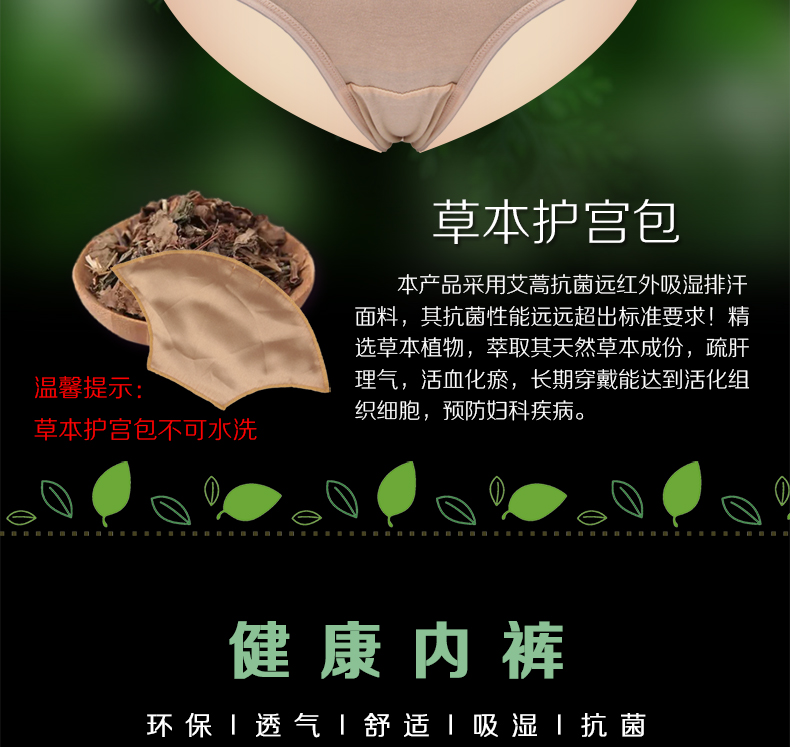 草本护宫包
本产品采用艾蒿抗菌远红外吸湿排汗
面料，其抗菌性能远远超出标准要求！精
选草本植物，萃取其天然草本成份，疏肝
理气，活血化瘀，长期穿戴能达到活化组
织细胞，预防妇科疾病。
温馨提示：
草本护宫包不可水洗
健康内裤
环保|透气|舒适|吸湿|抗菌